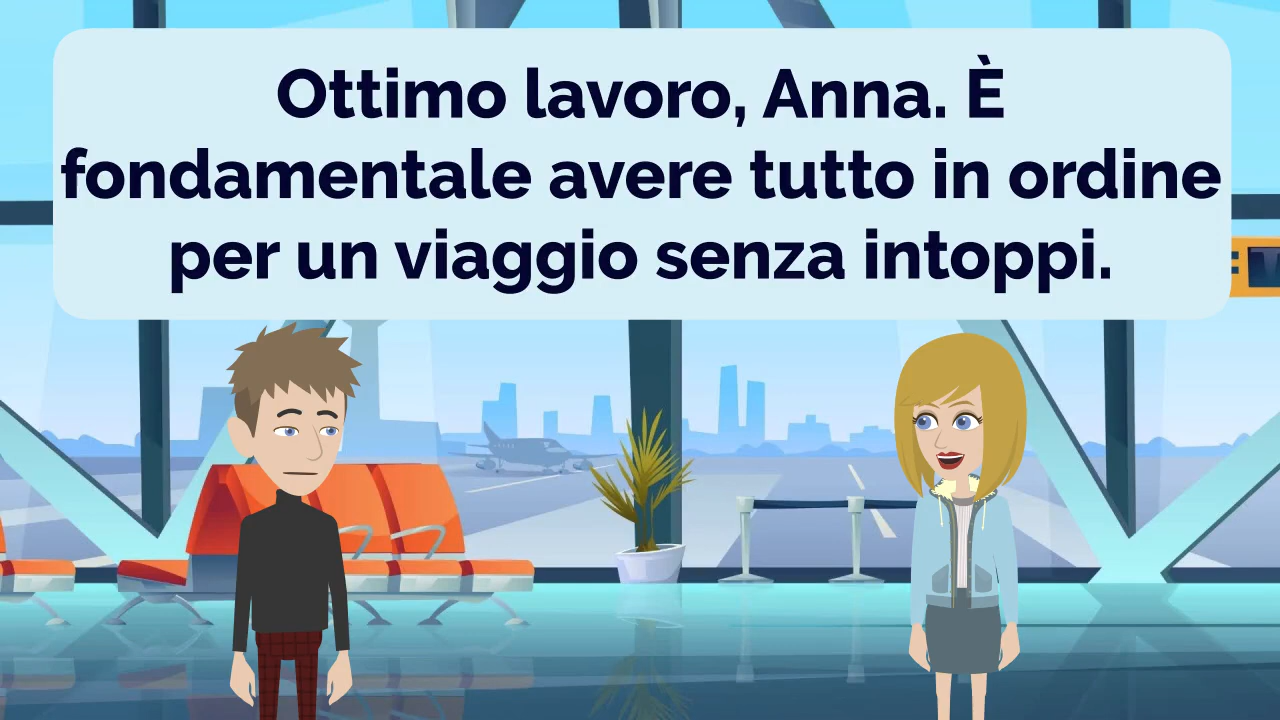 Ottimo lavoro, Anna. È
fondamentale avere tutto in ordine
per un viaggio senza intoppi.